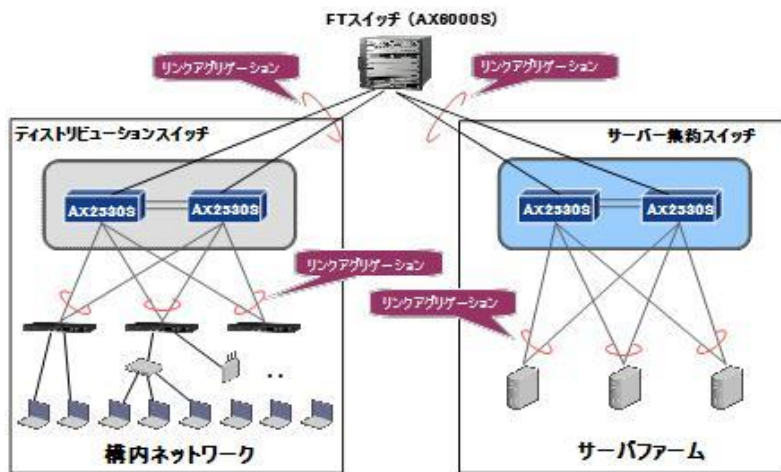 FTスイッチ (AX6000S)
リンクアグリゲーション
リンクアグリゲーション
ディストリビューションスイッチ
サーバー集約スイッチ
AX2530S
AX2530S
AX2530S
AX2530S
リンクアグリゲーション
リンクアグリゲーション
‥
構内ネットワーク
サーバファーム